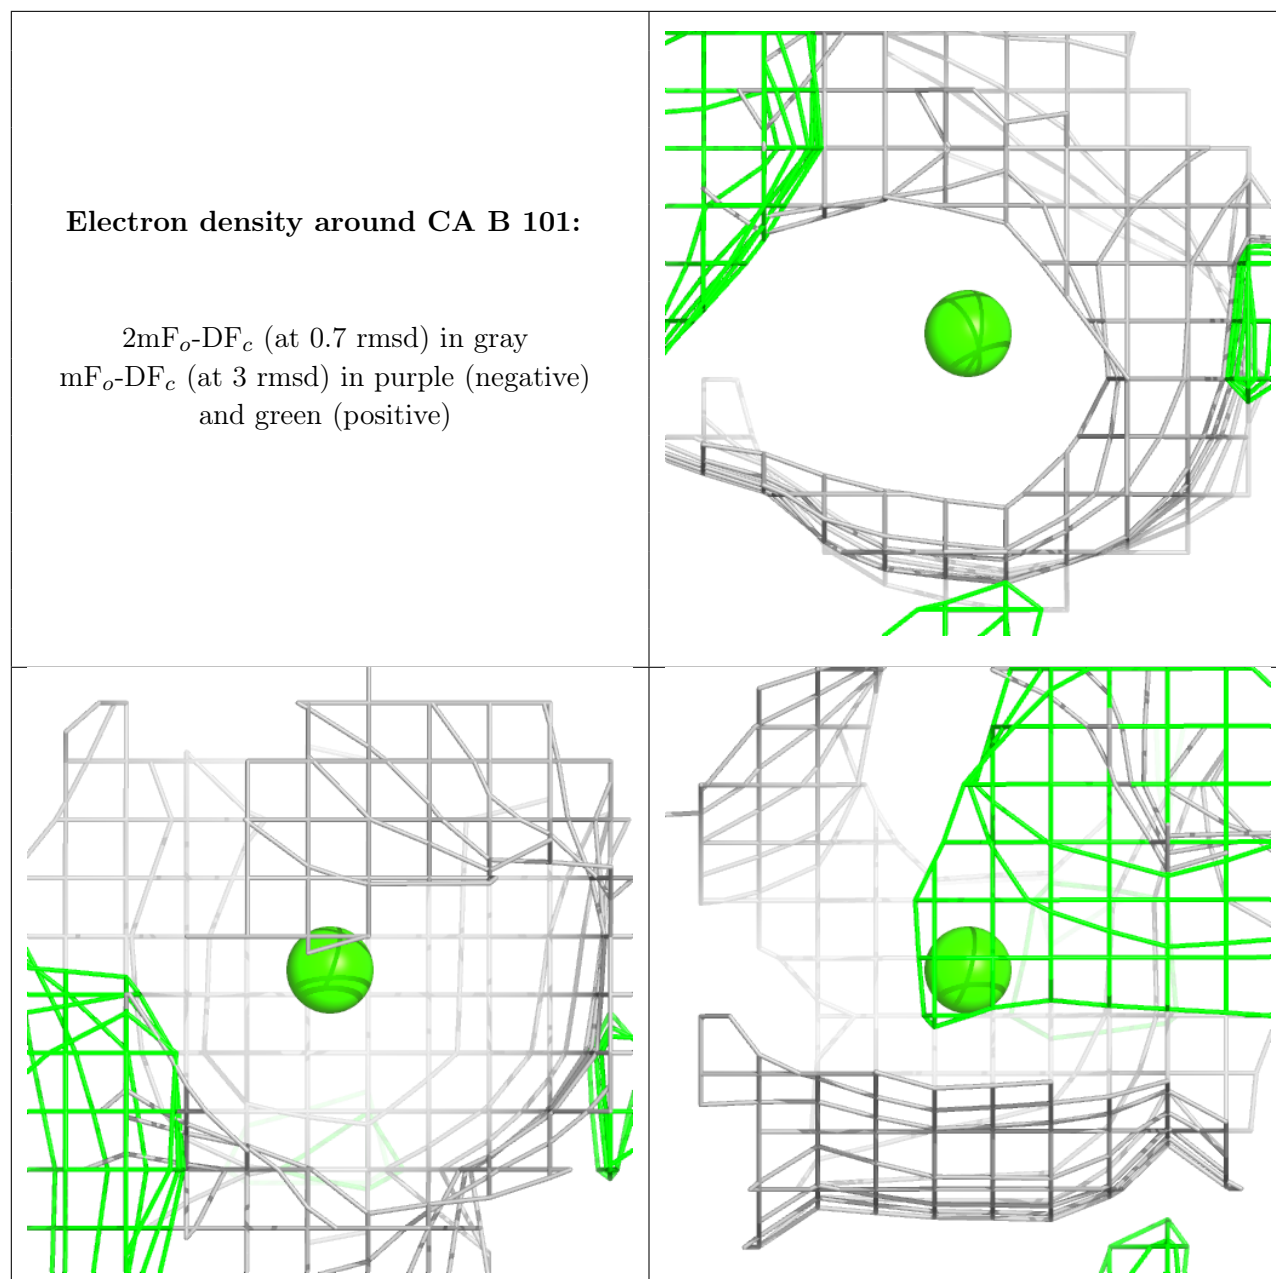 Electron density around CA B 101:
2mFₒ-DF𝑐 (at 0.7 rmsd) in gray
mFₒ-DF𝑐 (at 3 rmsd) in purple (negative)
and green (positive)